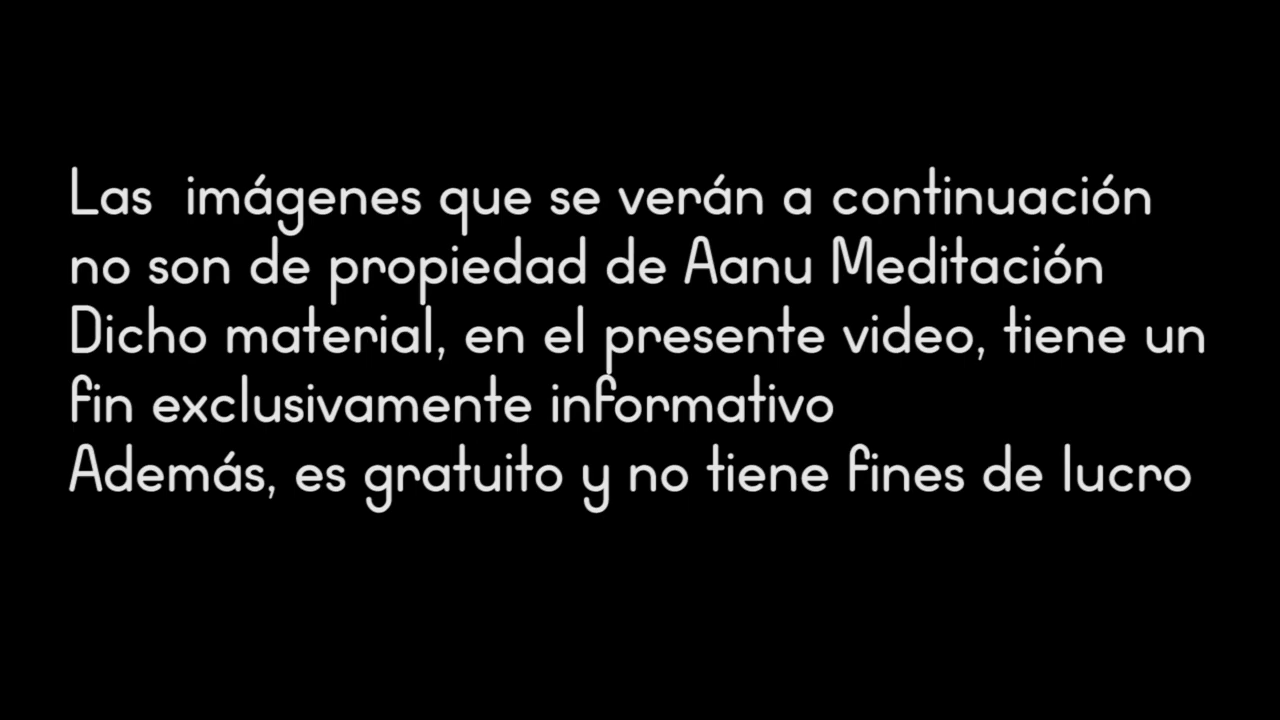 Las  imágenes que se verán a continuación
no son de propiedad de Aanu Meditación
Dicho material, en el presente video, tiene un
fin exclusivamente informativo
Además, es gratuito y no tiene fines de lucro